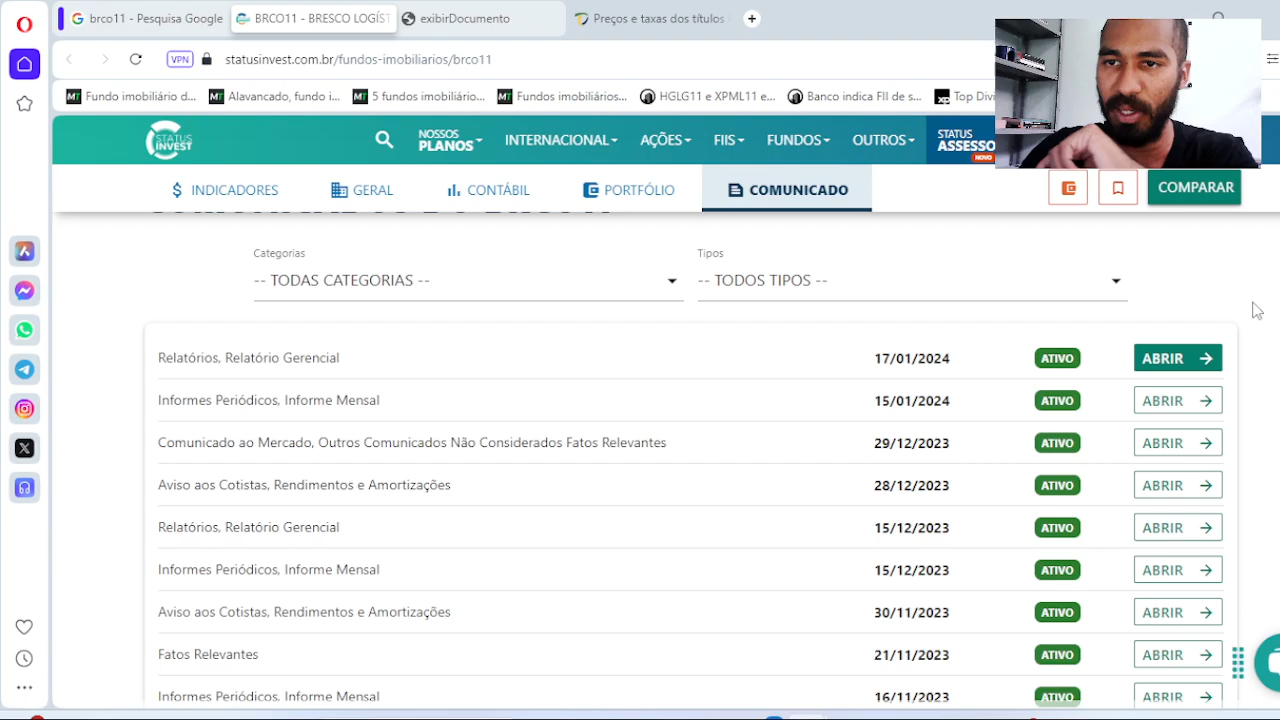 brco11 - Pesquisa Google
BRCO11 - BRESCO LOGÍST
exibirDocumento
Preços e taxas dos títulos
VPN
statusinvest.com.br/fundos-imobiliarios/brco11
Fundo imobiliário d...
Alavancado, fundo i...
5 fundos imobiliário...
Fundos imobiliários...
HGLG11 e XPML11 e...
Banco indica FII de s...
Top Divi
STATUS INVEST
NOSSOS PLANOS
INTERNACIONAL
AÇÕES
FIIS
FUNDOS
OUTROS
STATUS
NOVO
INDICADORES
GERAL
CONTÁBIL
PORTFÓLIO
COMUNICADO
COMPARAR
Categorias
Tipos
-- TODAS CATEGORIAS --
-- TODOS TIPOS --
Relatórios, Relatório Gerencial 17/01/2024 ATIVO ABRIR
Informes Periódicos, Informe Mensal 15/01/2024 ATIVO ABRIR
Comunicado ao Mercado, Outros Comunicados Não Considerados Fatos Relevantes 29/12/2023 ATIVO ABRIR
Aviso aos Cotistas, Rendimentos e Amortizações 28/12/2023 ATIVO ABRIR
Relatórios, Relatório Gerencial 15/12/2023 ATIVO ABRIR
Informes Periódicos, Informe Mensal 15/12/2023 ATIVO ABRIR
Aviso aos Cotistas, Rendimentos e Amortizações 30/11/2023 ATIVO ABRIR
Fatos Relevantes 21/11/2023 ATIVO ABRIR
Informes Periódicos, Informe Mensal 16/11/2023 ATIVO ABRIR